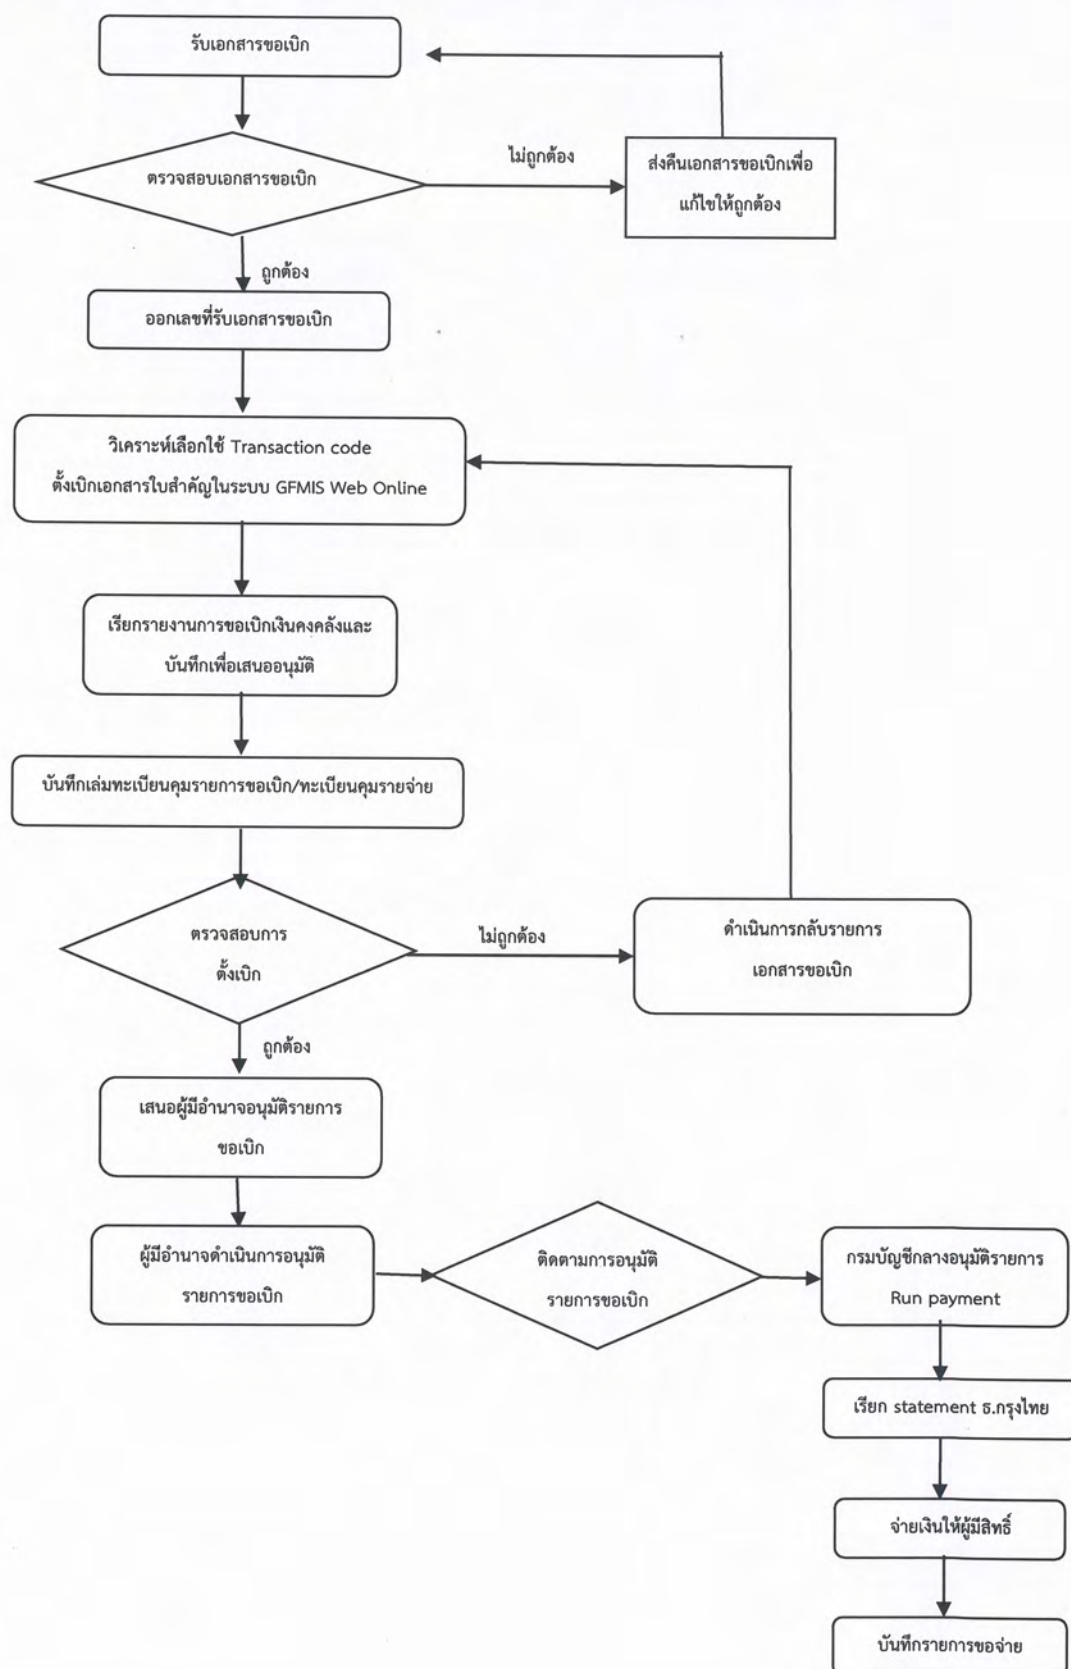 รับเอกสารขอเบิก
ตรวจสอบเอกสารขอเบิก
ไม่ถูกต้อง
ส่งคืนเอกสารขอเบิกเพื่อ
แก้ไขให้ถูกต้อง
ถูกต้อง
ออกเลขที่รับเอกสารขอเบิก
วิเคราะห์เลือกใช้ Transaction code
ตั้งเบิกเอกสารใบสำคัญในระบบ GFMIS Web Online
เรียกรายงานการขอเบิกเงินคงคลังและ
บันทึกเพื่อเสนออนุมัติ
บันทึกเล่มทะเบียนคุมรายการขอเบิก/ทะเบียนคุมรายจ่าย
ตรวจสอบการ
ตั้งเบิก
ไม่ถูกต้อง
ดำเนินการกลับรายการ
เอกสารขอเบิก
ถูกต้อง
เสนอผู้มีอำนาจอนุมัติรายการ
ขอเบิก
ผู้มีอำนาจดำเนินการอนุมัติ
รายการขอเบิก
ติดตามการอนุมัติ
รายการขอเบิก
กรมบัญชีกลางอนุมัติรายการ
Run payment
เรียก statement ธ.กรุงไทย
จ่ายเงินให้ผู้มีสิทธิ์
บันทึกรายการขอจ่าย